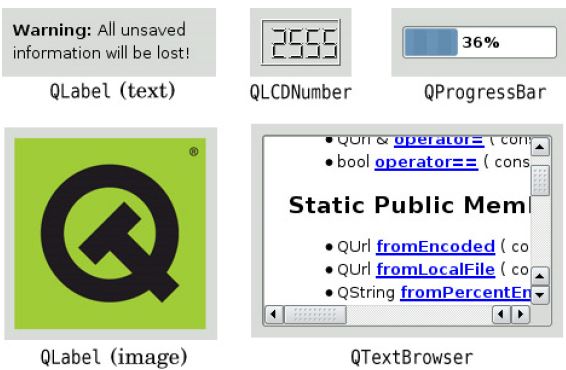 Warning: All unsaved
information will be lost!
QLabel (text)
2555
QLCDNumber
36%
QProgressBar
®
QLabel (image)
QUrl & operator= ( cons
bool operator== ( cons
Static Public Mem
QUrl fromEncoded ( co
QUrl fromLocalFile ( co
QString fromPercentEn
QTextBrowser